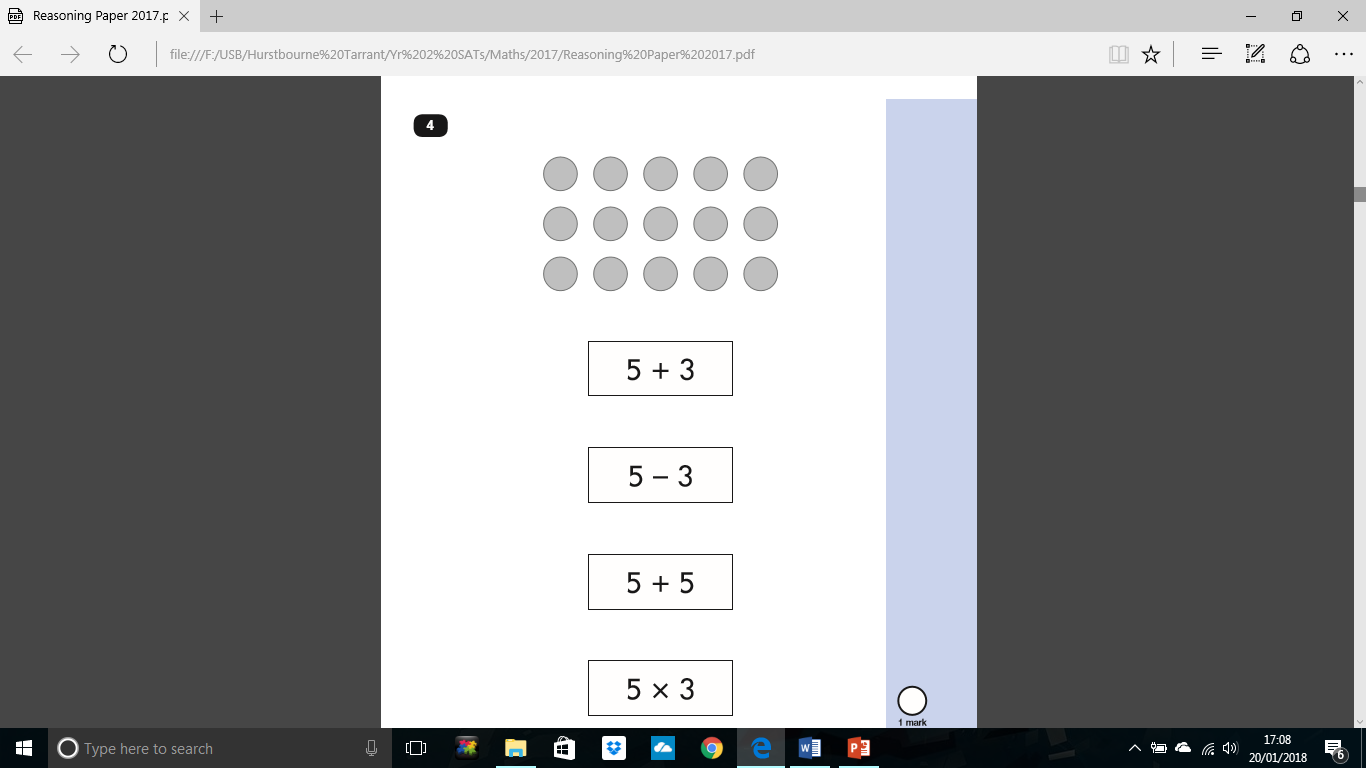 Reasoning Paper 2017.p
file:///F:/USB/Hurstbourne%20Tarrant/Yr%202%20SATs/Maths/2017/Reasoning%20Paper%202017.pdf
4
5 + 3
5 – 3
5 + 5
5 × 3
1 mark
Type here to search
17:08
20/01/2018
6